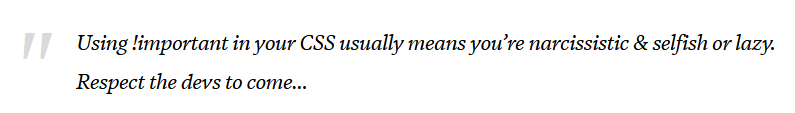 " Using !important in your CSS usually means you’re narcissistic & selfish or lazy.
Respect the devs to come...